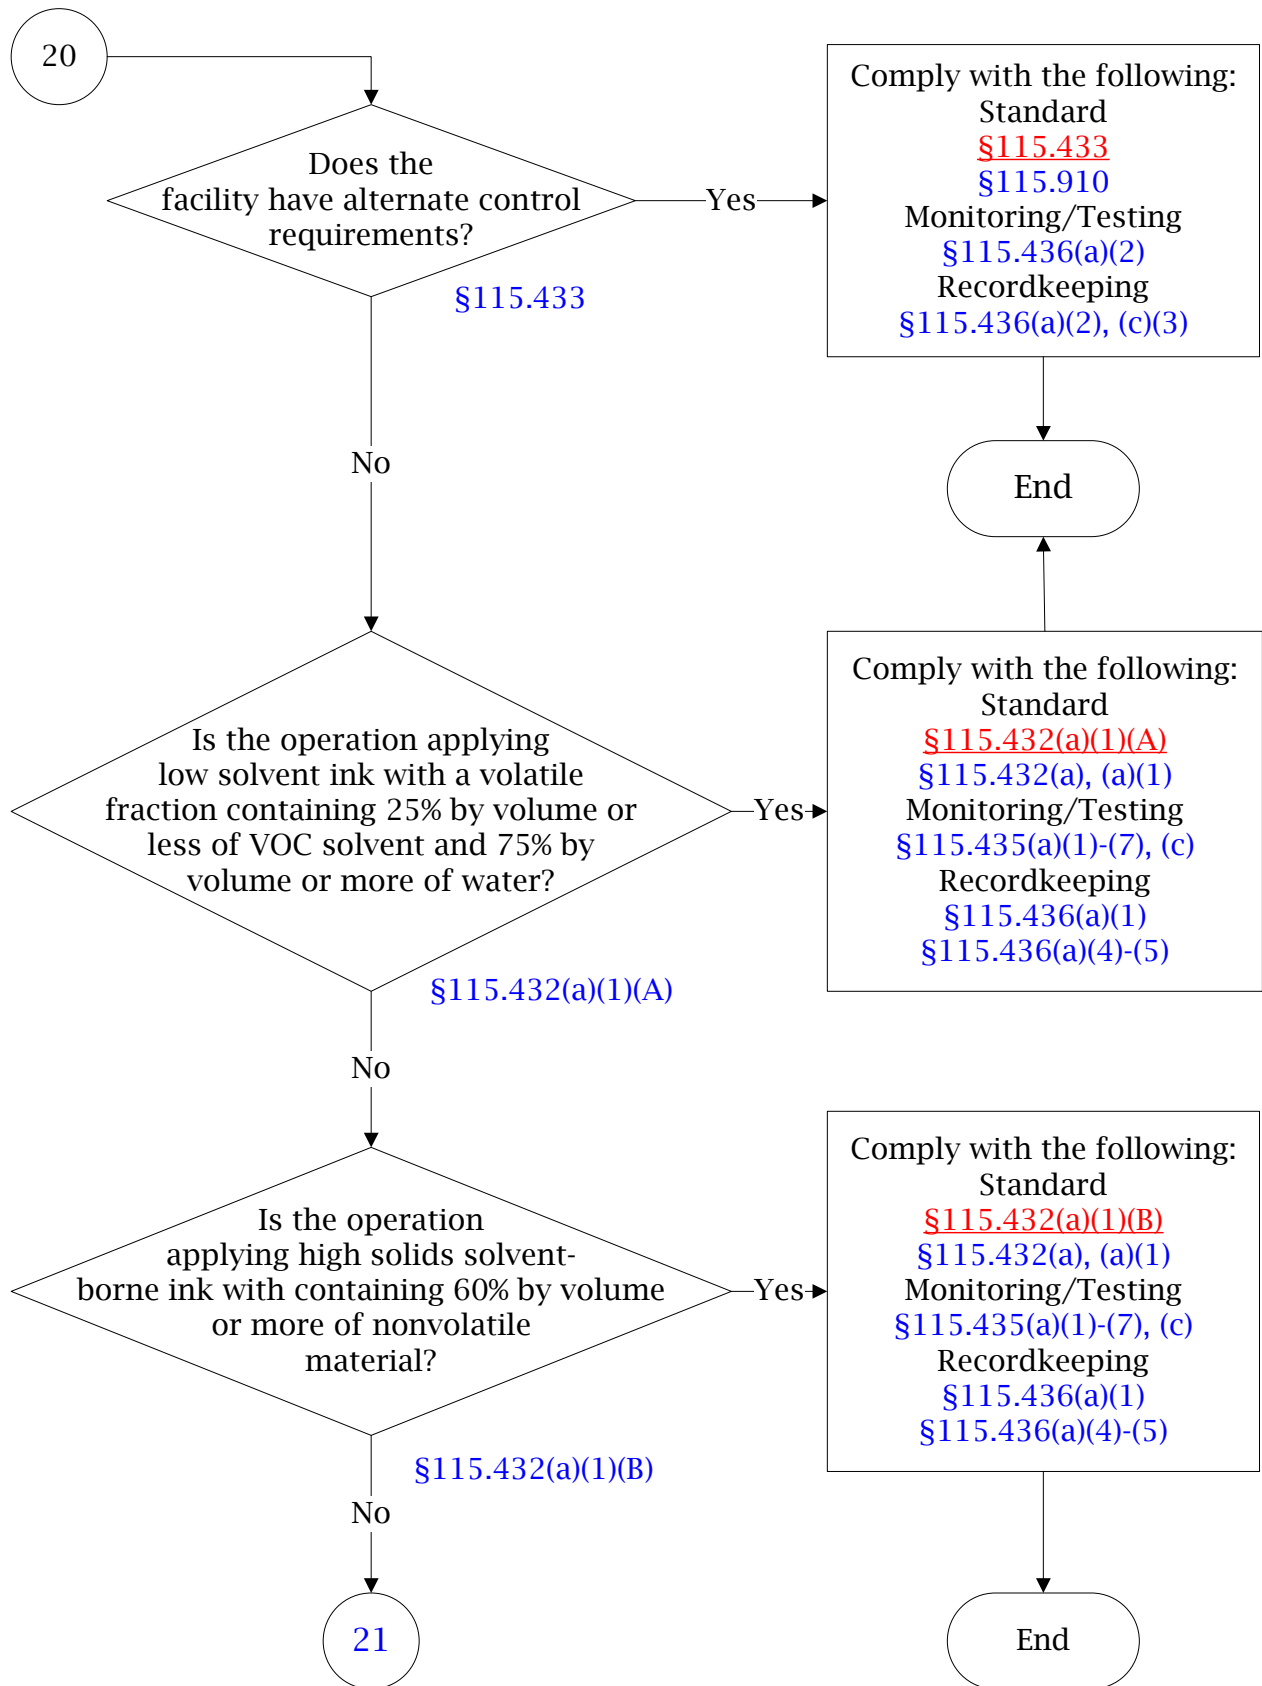 20
Does the
facility have alternate control
requirements?
Yes
§115.433
No
Comply with the following:
Standard
§115.433
§115.910
Monitoring/Testing
§115.436(a)(2)
Recordkeeping
§115.436(a)(2), (c)(3)
End
Is the operation applying
low solvent ink with a volatile
fraction containing 25% by volume or
less of VOC solvent and 75% by
volume or more of water?
Yes
§115.432(a)(1)(A)
No
Comply with the following:
Standard
§115.432(a)(1)(A)
§115.432(a), (a)(1)
Monitoring/Testing
§115.435(a)(1)-(7), (c)
Recordkeeping
§115.436(a)(1)
§115.436(a)(4)-(5)
Is the operation
applying high solids solvent-
borne ink with containing 60% by volume
or more of nonvolatile
material?
Yes
§115.432(a)(1)(B)
No
Comply with the following:
Standard
§115.432(a)(1)(B)
§115.432(a), (a)(1)
Monitoring/Testing
§115.435(a)(1)-(7), (c)
Recordkeeping
§115.436(a)(1)
§115.436(a)(4)-(5)
21
End